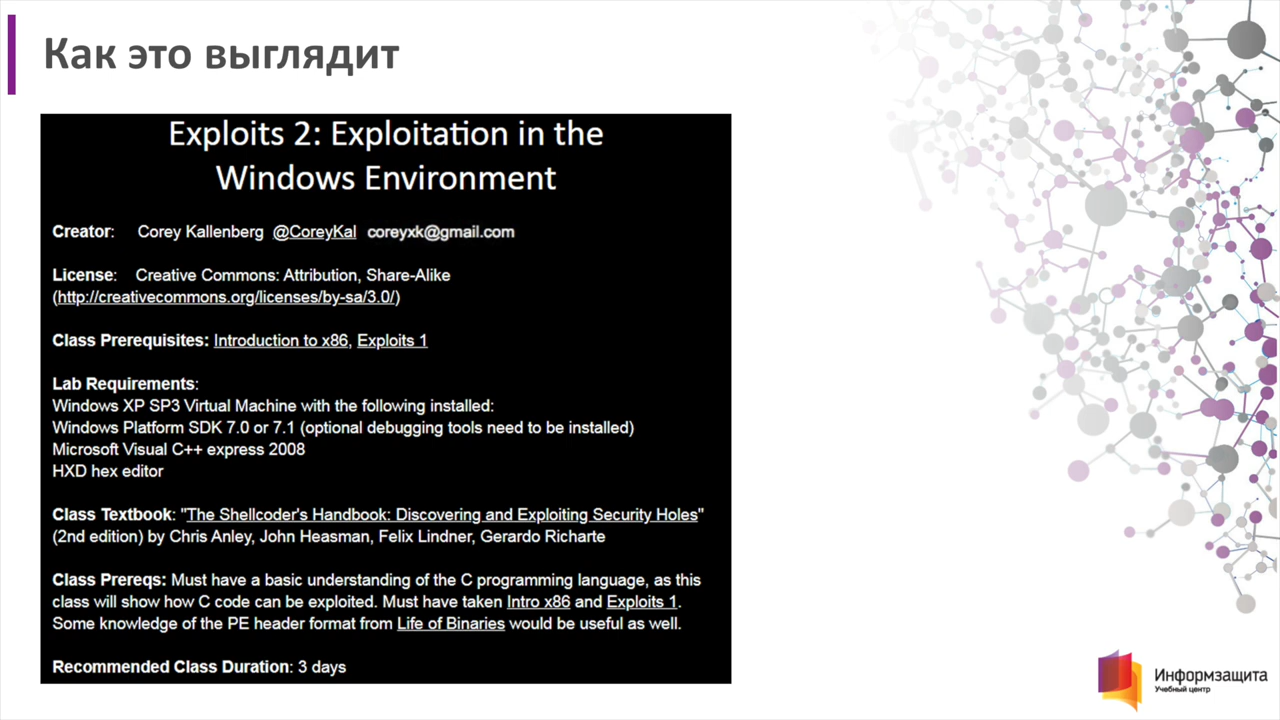 Как это выглядит
Exploits 2: Exploitation in the
Windows Environment
Creator: Corey Kallenberg @CoreyKal coreyxk@gmail.com
License: Creative Commons: Attribution, Share-Alike
(http://creativecommons.org/licenses/by-sa/3.0/)
Class Prerequisites: Introduction to x86, Exploits 1
Lab Requirements:
Windows XP SP3 Virtual Machine with the following installed:
Windows Platform SDK 7.0 or 7.1 (optional debugging tools need to be installed)
Microsoft Visual C++ express 2008
HXD hex editor
Class Textbook: "The Shellcoder's Handbook: Discovering and Exploiting Security Holes"
(2nd edition) by Chris Anley, John Heasman, Felix Lindner, Gerardo Richarte
Class Prereqs: Must have a basic understanding of the C programming language, as this
class will show how C code can be exploited. Must have taken Intro x86 and Exploits 1.
Some knowledge of the PE header format from Life of Binaries would be useful as well.
Recommended Class Duration: 3 days
Информзащита
Учебный центр